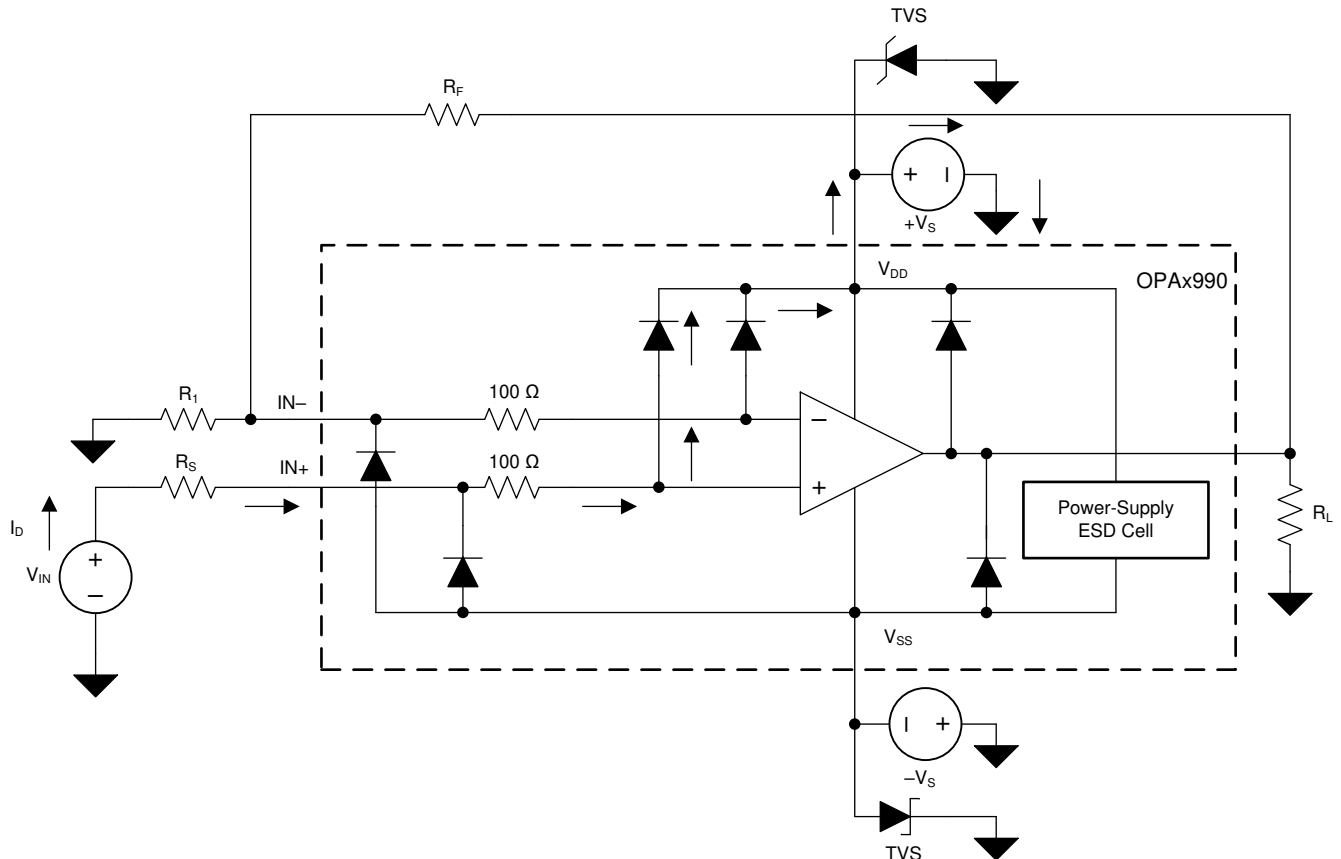 TVS
R_F
+ I
+V_S
V_DD
OPAx990
R_1
IN–
100 Ω
–
R_S
IN+
100 Ω
+
Power-Supply
ESD Cell
R_L
I_D
V_IN
+
–
V_SS
I +
–V_S
TVS